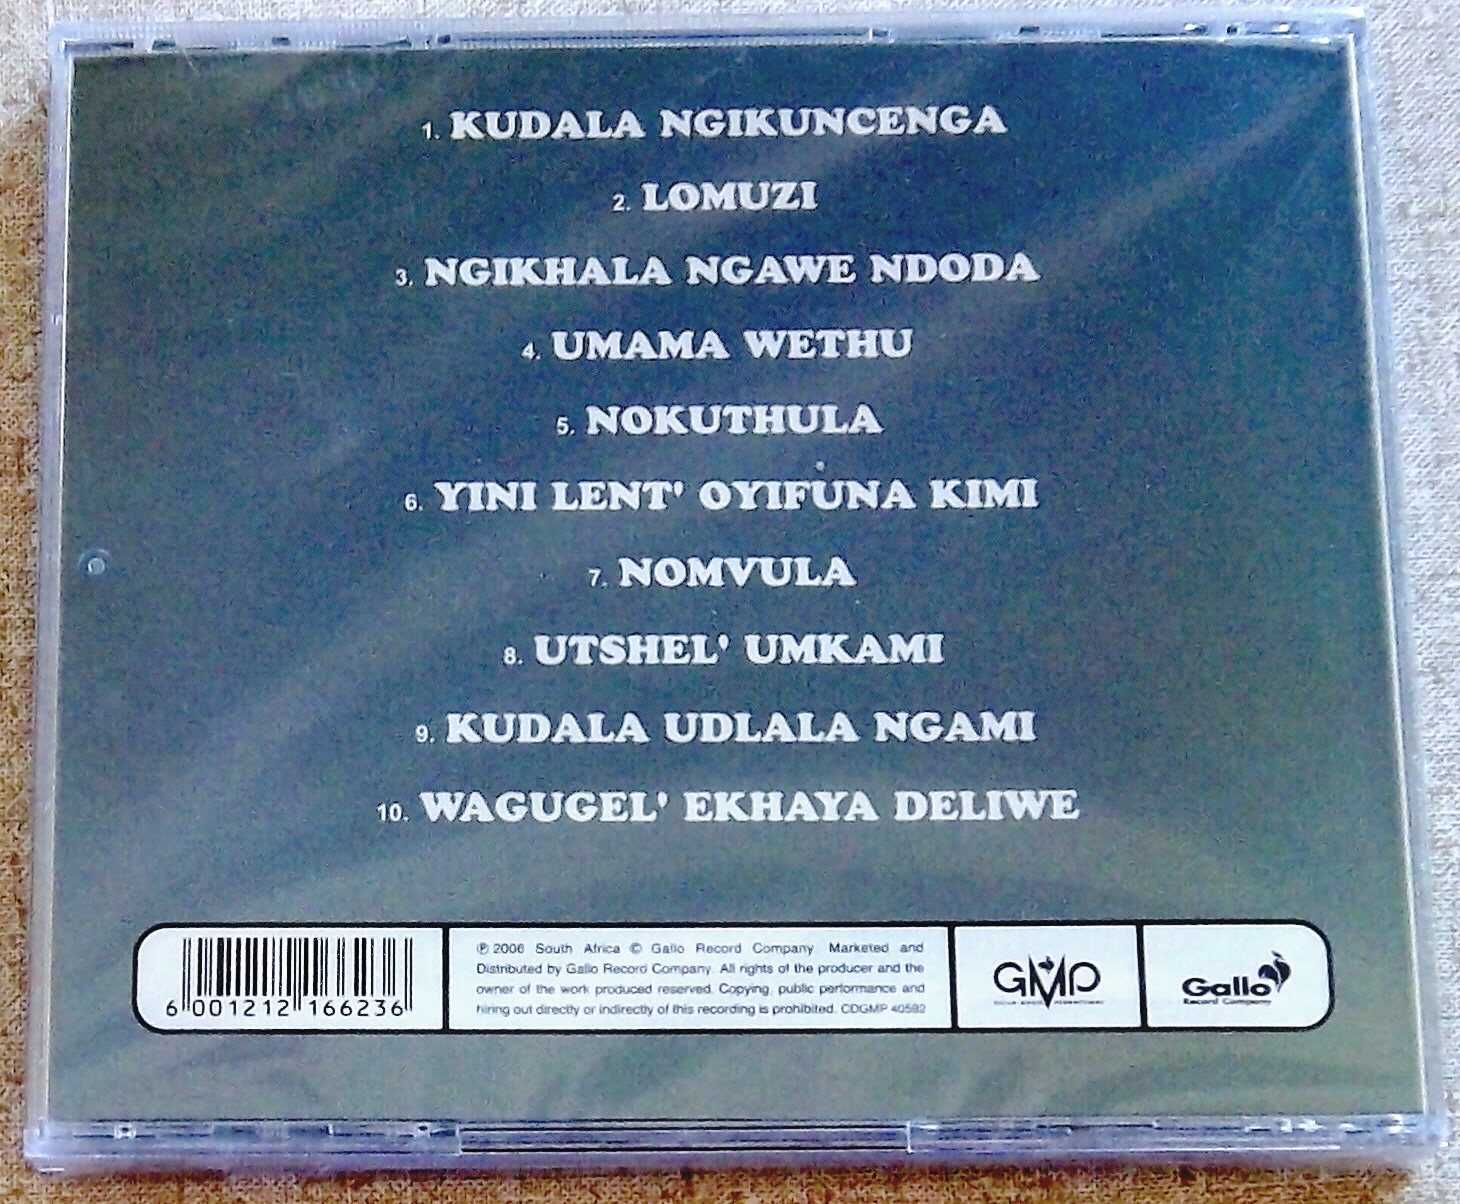 1. KUDALA NGIKUNCENGA
2. LOMUZI
3. NGIKHALA NGAWE NDODA
4. UMAMA WETHU
5. NOKUTHULA
6. YINI LENT' OYIFUNA KIMI
7. NOMVULA
8. UTSHEL' UMKAMI
9. KUDALA UDLALA NGAMI
10. WAGUGEL' EKHAYA DELIWE
6 001212 166236
℗ 2006 South Africa © Gallo Record Company. Marketed and
Distributed by Gallo Record Company. All rights of the producer and the
owner of the work produced reserved. Copying, public performance and
hiring out directly or indirectly of this recording is prohibited. CDGMP 40592
GMP
Gallo
Record Company